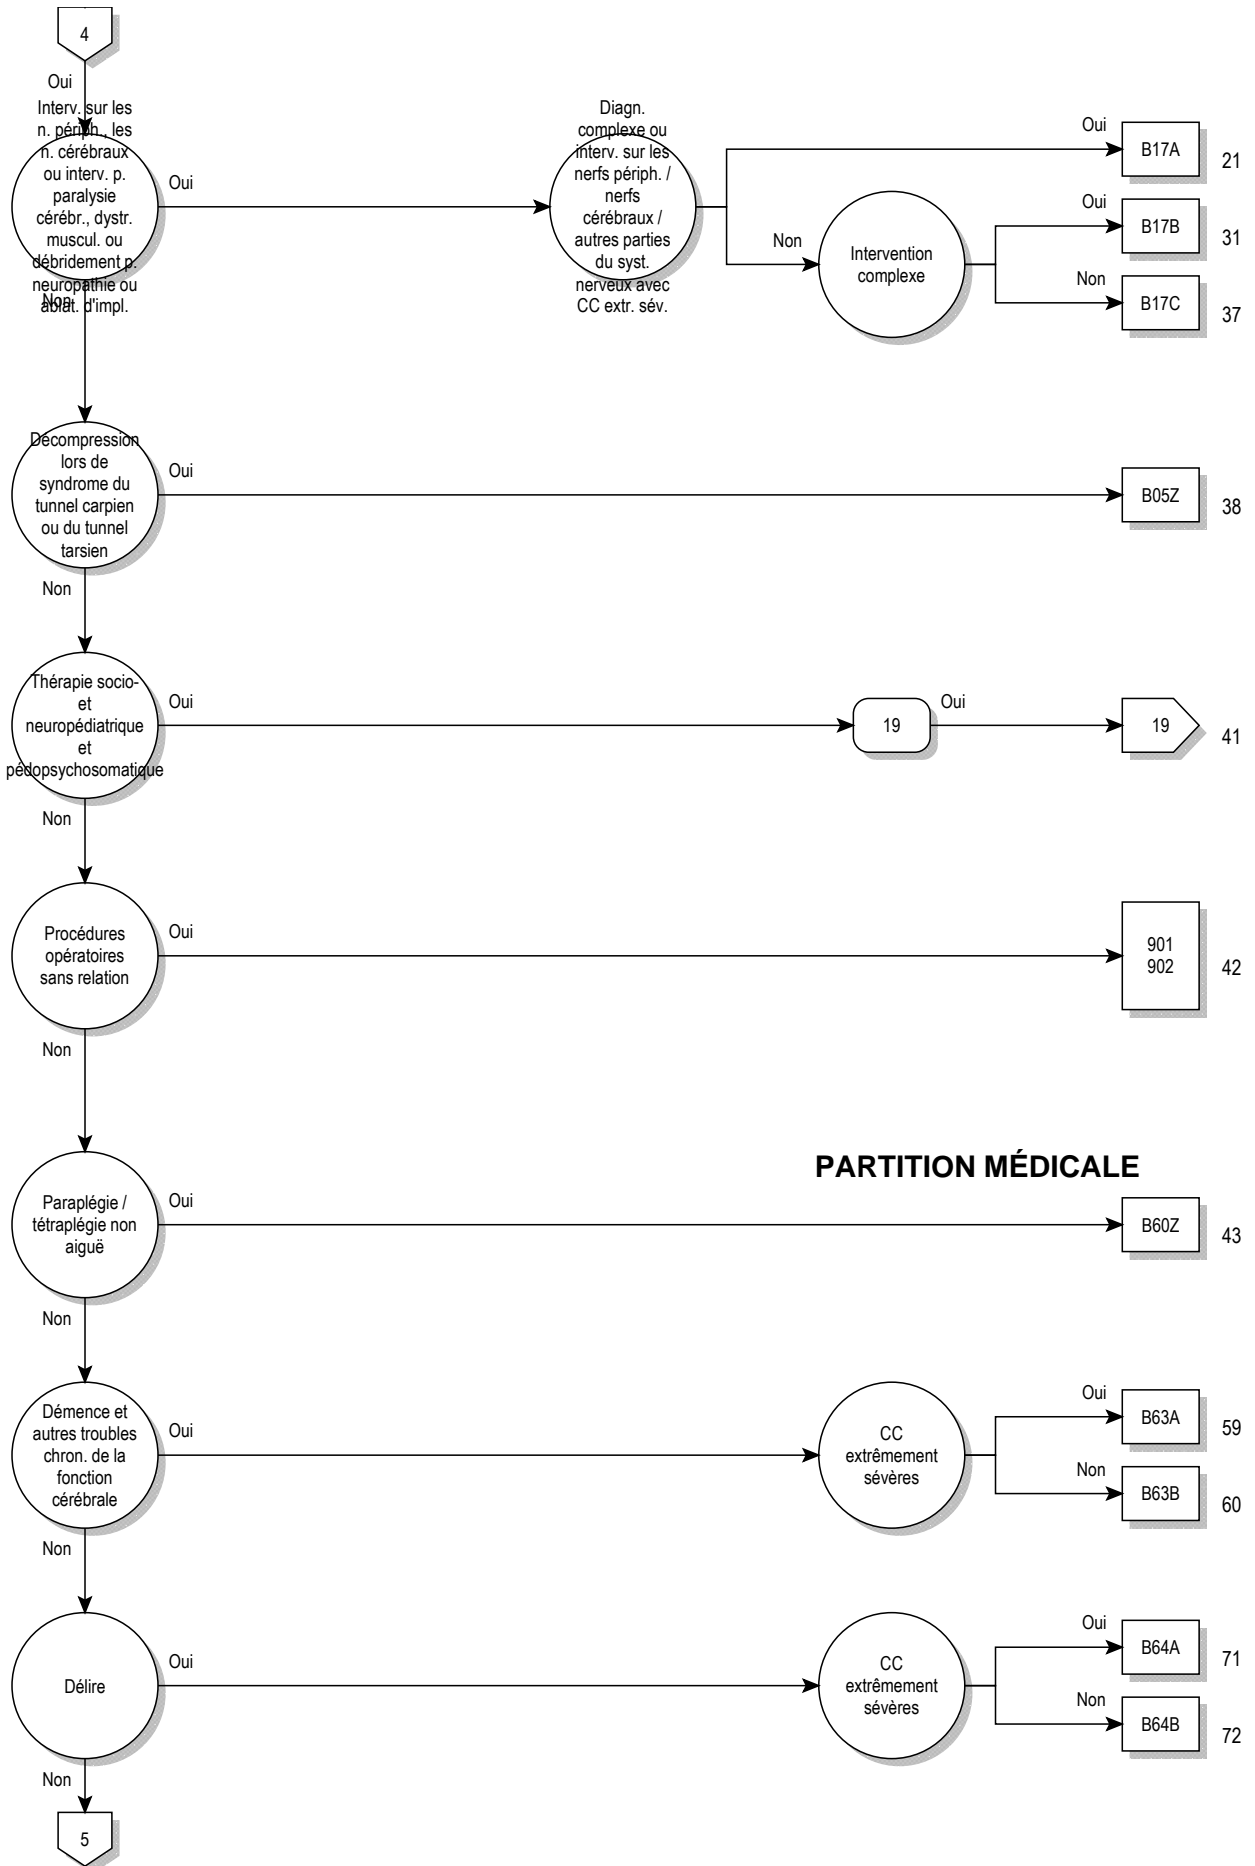 4
Oui
Interv. sur les
n. périph., les
n. cérébraux
ou interv. p.
paralysie
cérébr., dystr.
muscul. ou
débridement p.
neuropathie ou
ablat. d'impl.
Oui
Diagn.
complexe ou
interv. sur les
nerfs périph. /
nerfs
cérébraux /
autres parties
du syst.
nerveux avec
CC extr. sév.
Oui
B17A
21
Non
Intervention
complexe
Oui
B17B
31
Non
B17C
37
Non
Décompression
lors de
syndrome du
tunnel carpien
ou du tunnel
tarsien
Oui
B05Z
38
Non
Thérapie socio-
et
neuropédiatrique
et
pédopsychosomatique
Oui
19
Oui
19
41
Non
Procédures
opératoires
sans relation
Oui
901
902
42
Non
PARTITION MÉDICALE
Paraplégie /
tétraplégie non
aiguë
Oui
B60Z
43
Non
Démence et
autres troubles
chron. de la
fonction
cérébrale
Oui
CC
extrêmement
sévères
Oui
B63A
59
Non
B63B
60
Non
Délire
Oui
CC
extrêmement
sévères
Oui
B64A
71
Non
B64B
72
Non
5